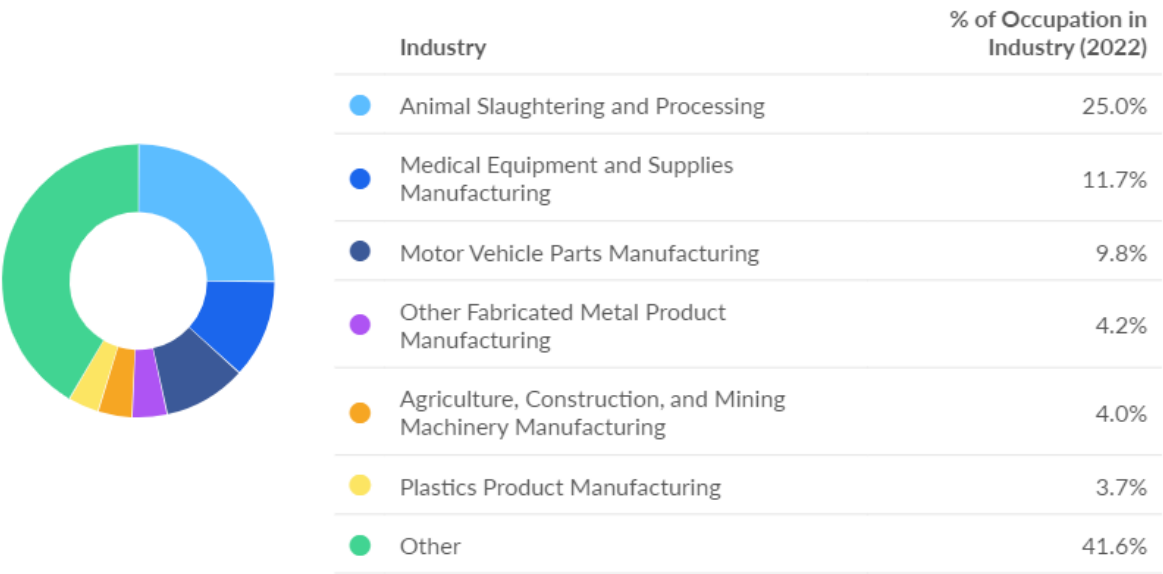 % of Occupation in
Industry
Industry (2022)
Animal Slaughtering and Processing
25.0%
Medical Equipment and Supplies
Manufacturing
11.7%
Motor Vehicle Parts Manufacturing
9.8%
Other Fabricated Metal Product
Manufacturing
4.2%
Agriculture, Construction, and Mining
Machinery Manufacturing
4.0%
Plastics Product Manufacturing
3.7%
Other
41.6%